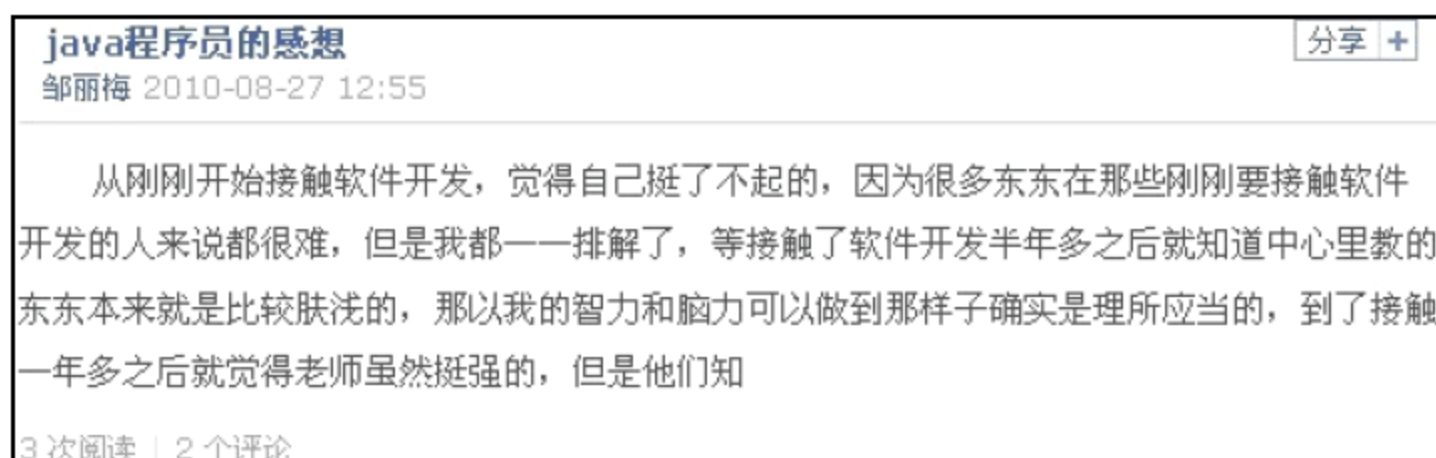 java程序员的感想
分享 +
邹丽梅 2010-08-27 12:55
从刚刚开始接触软件开发，觉得自己挺了不起的，因为很多东东在那些刚刚要接触软件
开发的人来说都很难，但是我都一一排解了，等接触了软件开发半年多之后就知道中心里教的
东东本来就是比较肤浅的，那以我的智力和脑力可以做到那样子确实是理所应当的，到了接触
一年多之后就觉得老师虽然挺强的，但是他们知
3 次阅读 | 2 个评论